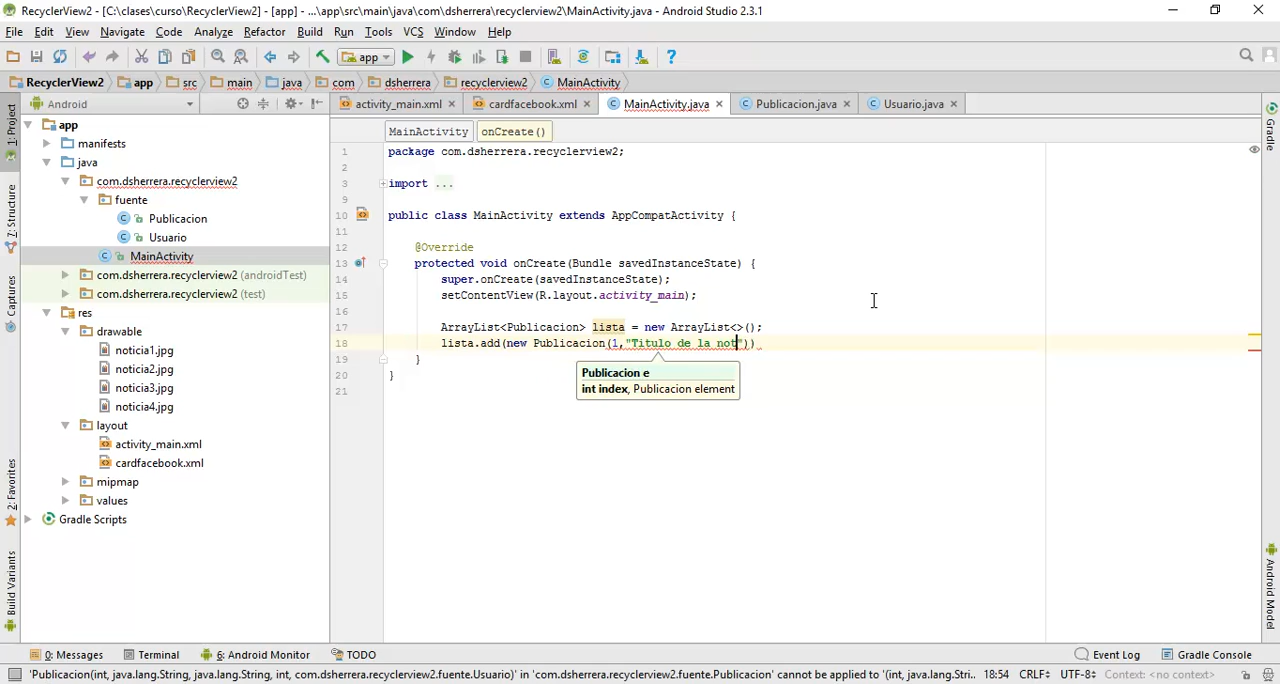 RecyclerView2 - [C:\clases\curso\RecyclerView2] - [app] - ...\app\src\main\java\com\dsherrera\recyclerview2\MainActivity.java - Android Studio 2.3.1
File Edit View Navigate Code Analyze Refactor Build Run Tools VCS Window Help
app
RecyclerView2 app src main java com dsherrera recyclerview2 MainActivity
Android
activity_main.xml cardfacebook.xml MainActivity.java Publicacion.java Usuario.java
1: Project
Z: Structure
Captures
2: Favorites
Build Variants
app
manifests
java
com.dsherrera.recyclerview2
fuente
Publicacion
Usuario
MainActivity
com.dsherrera.recyclerview2 (androidTest)
com.dsherrera.recyclerview2 (test)
res
drawable
noticia1.jpg
noticia2.jpg
noticia3.jpg
noticia4.jpg
layout
activity_main.xml
cardfacebook.xml
mipmap
values
Gradle Scripts
MainActivity onCreate()
1 package com.dsherrera.recyclerview2;
2
3 import ...
9
10 public class MainActivity extends AppCompatActivity {
11
12 @Override
13 protected void onCreate(Bundle savedInstanceState) {
14 super.onCreate(savedInstanceState);
15 setContentView(R.layout.activity_main);
16
17 ArrayList<Publicacion> lista = new ArrayList<>();
18 lista.add(new Publicacion(1,"Titulo de la not"))
19 }
20 }
21
Publicacion e
int index, Publicacion element
Gradle
Android Model
0: Messages Terminal 6: Android Monitor TODO Event Log Gradle Console
'Publicacion(int, java.lang.String, java.lang.String, int, com.dsherrera.recyclerview2.fuente.Usuario)' in 'com.dsherrera.recyclerview2.fuente.Publicacion' cannot be applied to '(int, java.lang.Stri.. 18:54 CRLF UTF-8 Context: <no context>